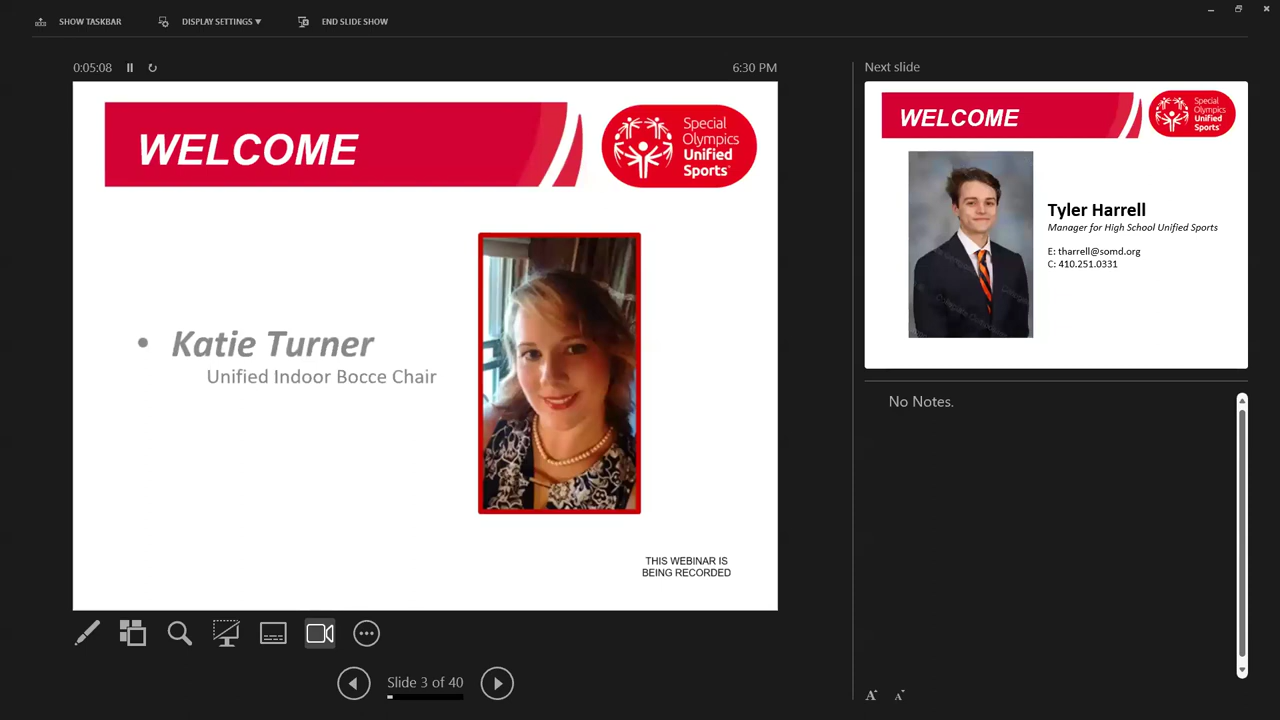 SHOW TASKBAR
DISPLAY SETTINGS ▼
END SLIDE SHOW
0:05:08
6:30 PM
WELCOME
Special
Olympics
Unified
Sports
• Katie Turner
Unified Indoor Bocce Chair
THIS WEBINAR IS
BEING RECORDED
Slide 3 of 40
Next slide
WELCOME
Special
Olympics
Unified
Sports
Tyler Harrell
Manager for High School Unified Sports
E: tharrell@somd.org
C: 410.251.0331
No Notes.
A A